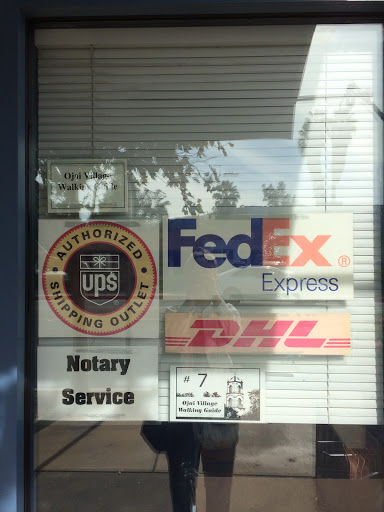 Ojai Village
Walking Guide
AUTHORIZED
ups
SHIPPING OUTLET
FedEx®
Express
DHL
Notary
Service
# 7
Ojai Village
Walking Guide